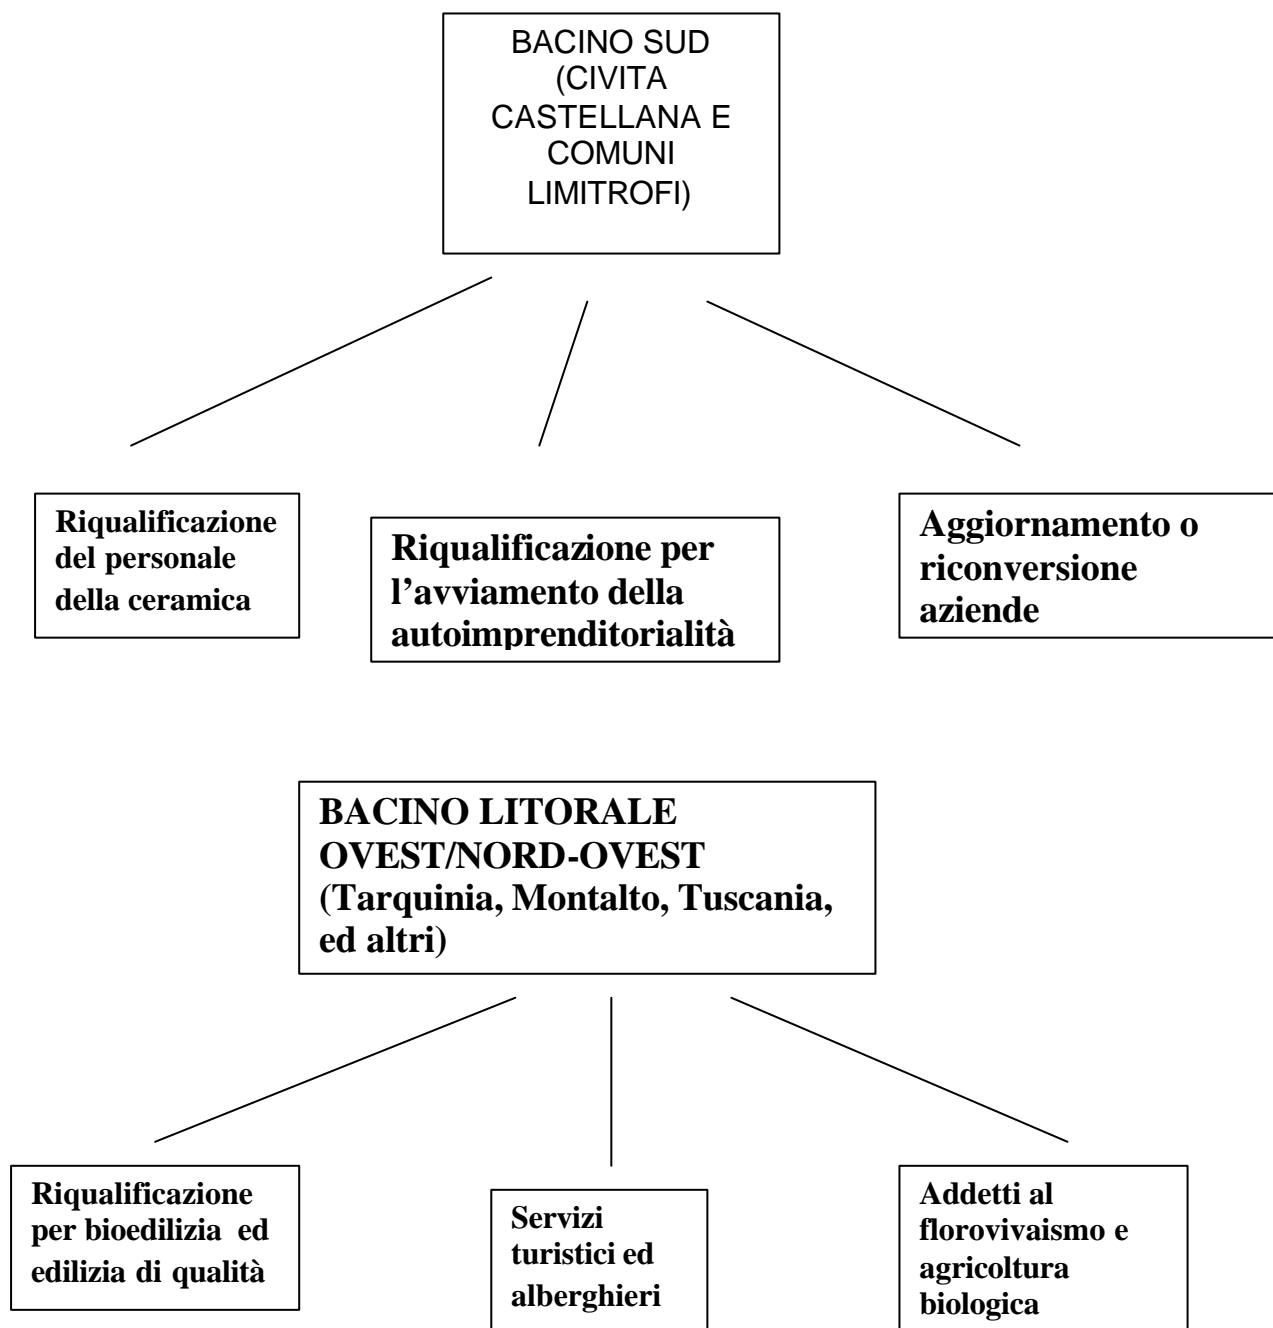 BACINO SUD
(CIVITA
CASTELLANA E
COMUNI
LIMITROFI)
Riqualificazione
del personale
della ceramica
Riqualificazione per
l’avviamento della
autoimprenditorialità
Aggiornamento o
riconversione
aziende
BACINO LITORALE
OVEST/NORD-OVEST
(Tarquinia, Montalto, Tuscania,
ed altri)
Riqualificazione
per bioedilizia ed
edilizia di qualità
Servizi
turistici ed
alberghieri
Addetti al
florovivaismo e
agricoltura
biologica